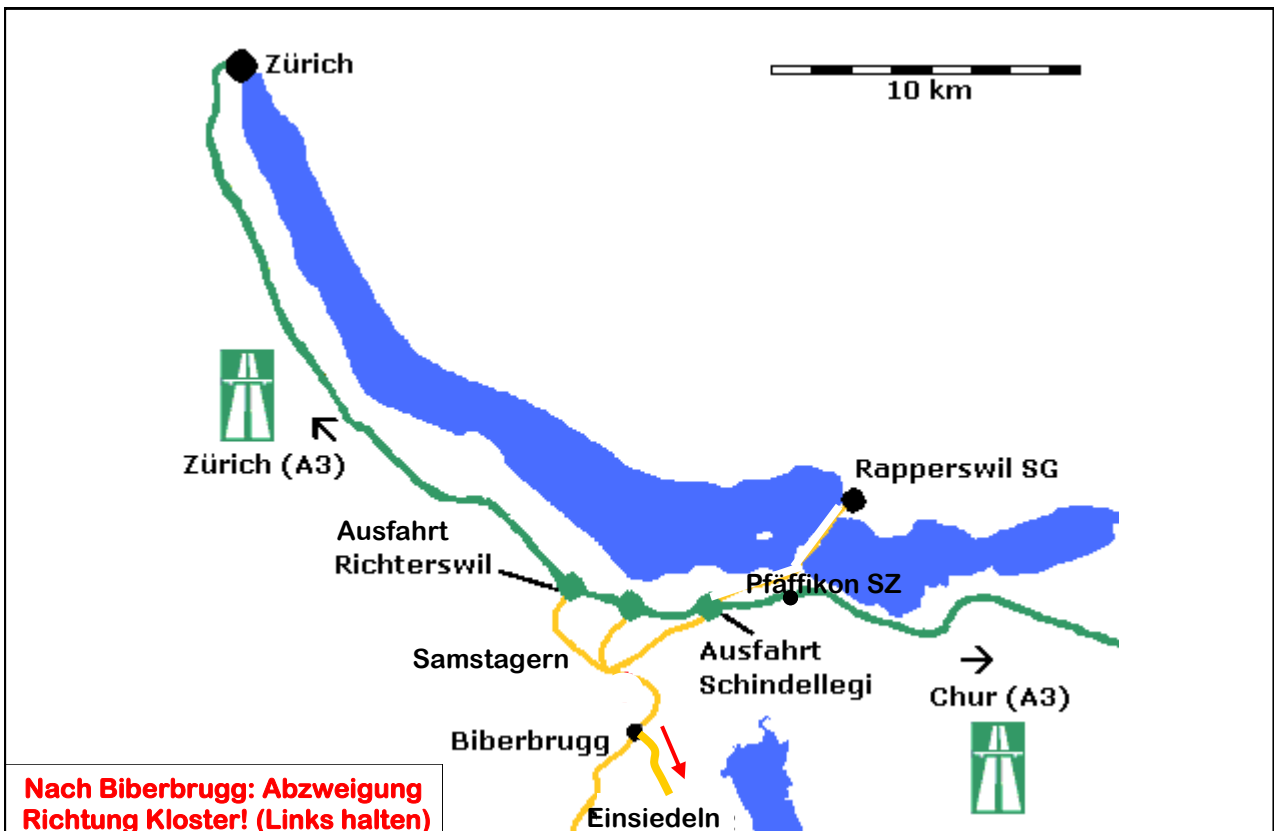 Zürich
10 km
Zürich (A3)
Rapperswil SG
Ausfahrt
Richterswil
Pfäffikon SZ
Samstagern
Ausfahrt
Schindellegi
Chur (A3)
Biberbrugg
Nach Biberbrugg: Abzweigung
Richtung Kloster! (Links halten)
Einsiedeln